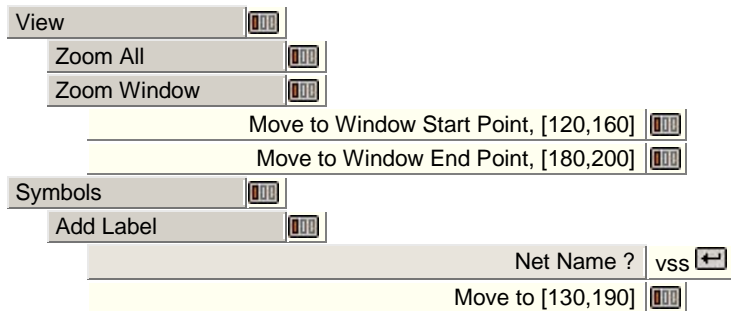 View
Zoom All
Zoom Window
Move to Window Start Point, [120,160]
Move to Window End Point, [180,200]
Symbols
Add Label
Net Name ? vss
Move to [130,190]